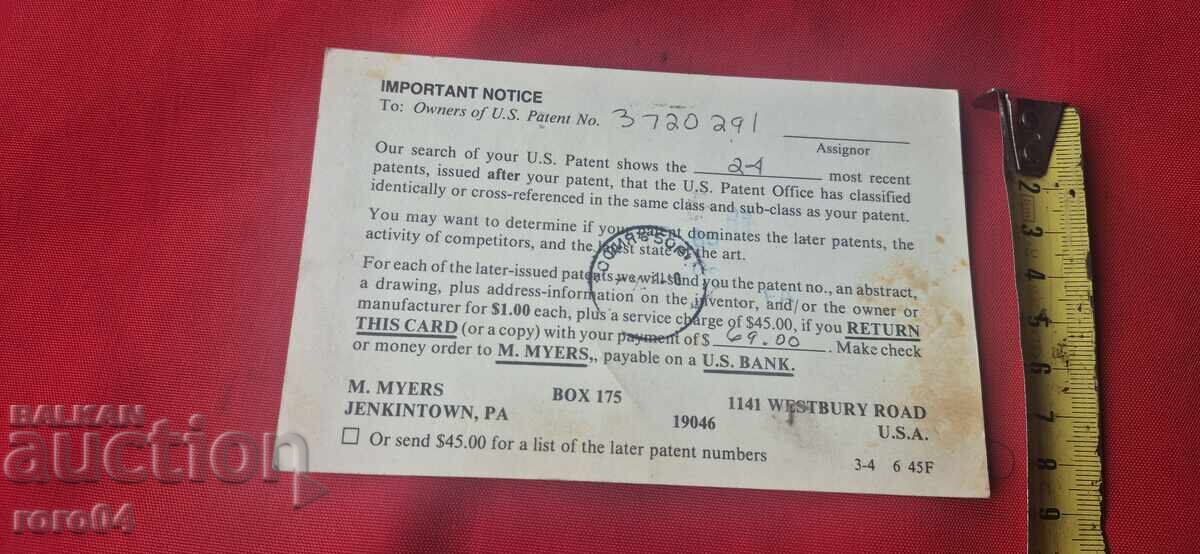 IMPORTANT NOTICE
To: Owners of U.S. Patent No. 3720291
Assignor
Our search of your U.S. Patent shows the 24 most recent
patents, issued after your patent, that the U.S. Patent Office has classified
identically or cross-referenced in the same class and sub-class as your patent.
You may want to determine if your patent dominates the later patents, the
activity of competitors, and the latest state of the art.
For each of the later-issued patents we will send you the patent no., an abstract,
a drawing, plus address-information on the inventor, and/or the owner or
manufacturer for $1.00 each, plus a service charge of $45.00, if you RETURN
THIS CARD (or a copy) with your payment of $ 69.00. Make check
or money order to M. MYERS,, payable on a U.S. BANK.
M. MYERS BOX 175 1141 WESTBURY ROAD
JENKINTOWN, PA 19046 U.S.A.
☐ Or send $45.00 for a list of the later patent numbers
3-4 6 45F
2
3
4
5
6
7
8
9
BALKAN
auction
roro04